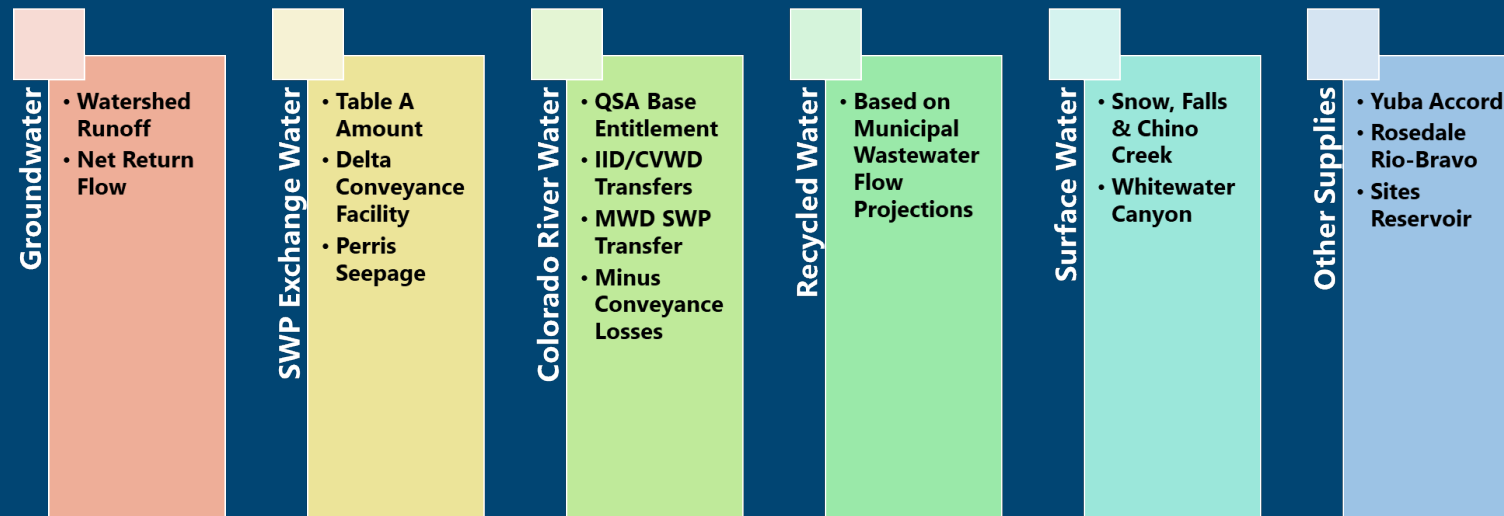 Groundwater
• Watershed
Runoff
• Net Return
Flow
SWP Exchange Water
• Table A
Amount
• Delta
Conveyance
Facility
• Perris
Seepage
Colorado River Water
• QSA Base
Entitlement
• IID/CVWD
Transfers
• MWD SWP
Transfer
• Minus
Conveyance
Losses
Recycled Water
• Based on
Municipal
Wastewater
Flow
Projections
Surface Water
• Snow, Falls
& Chino
Creek
• Whitewater
Canyon
Other Supplies
• Yuba Accord
• Rosedale
Rio-Bravo
• Sites
Reservoir